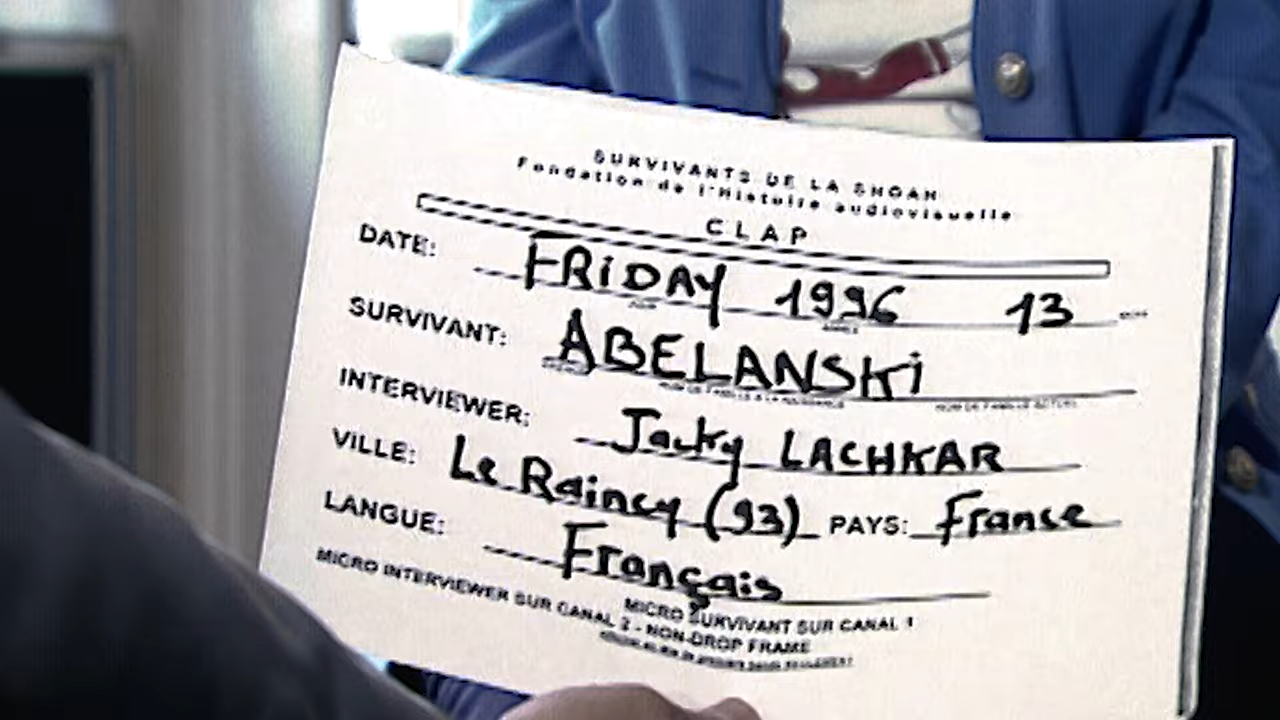 SURVIVANTS DE LA SHOAH
Fondation de l'Histoire audiovisuelle
CLAP
DATE: FRIDAY 1996 13
SURVIVANT: ABELANSKI
INTERVIEWER: Jacky LACHKAR
VILLE: Le Raincy (93) PAYS: France
LANGUE: Français
MICRO SURVIVANT SUR CANAL 1
MICRO INTERVIEWER SUR CANAL 2 - NON-DROP FRAME